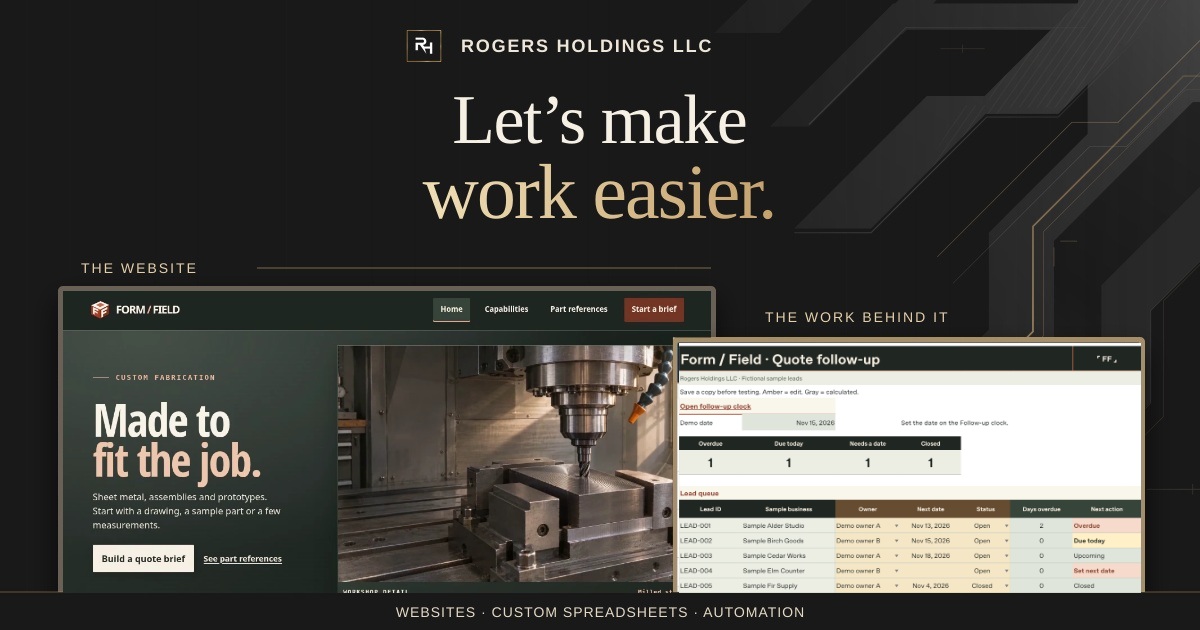 RH ROGERS HOLDINGS LLC
Let's make
work easier.
THE WEBSITE
FORM / FIELD
Home Capabilities Part references Start a brief
CUSTOM FABRICATION
Made to
fit the job.
Sheet metal, assemblies and prototypes.
Start with a drawing, a sample part or a few
measurements.
Build a quote brief See part references
WORKSHOP DETAIL
THE WORK BEHIND IT
Form / Field · Quote follow-up FF
Rogers Holdings LLC · Fictional sample leads
Save a copy before testing. Amber = edit. Gray = calculated.
Open follow-up clock
Demo date Nov 15, 2026 Set the date on the Follow-up clock.
Overdue Due today Needs a date Closed
1 1 1 1
Lead queue
Lead ID Sample business Owner Next date Status Days overdue Next action
LEAD-001 Sample Alder Studio Demo owner A Nov 13, 2026 Open 2 Overdue
LEAD-002 Sample Birch Goods Demo owner B Nov 15, 2026 Open 0 Due today
LEAD-003 Sample Cedar Works Demo owner A Nov 18, 2026 Open 0 Upcoming
LEAD-004 Sample Elm Counter Demo owner B Open 0 Set next date
LEAD-005 Sample Fir Supply Demo owner A Nov 4, 2026 Closed 0 Closed
WEBSITES · CUSTOM SPREADSHEETS · AUTOMATION